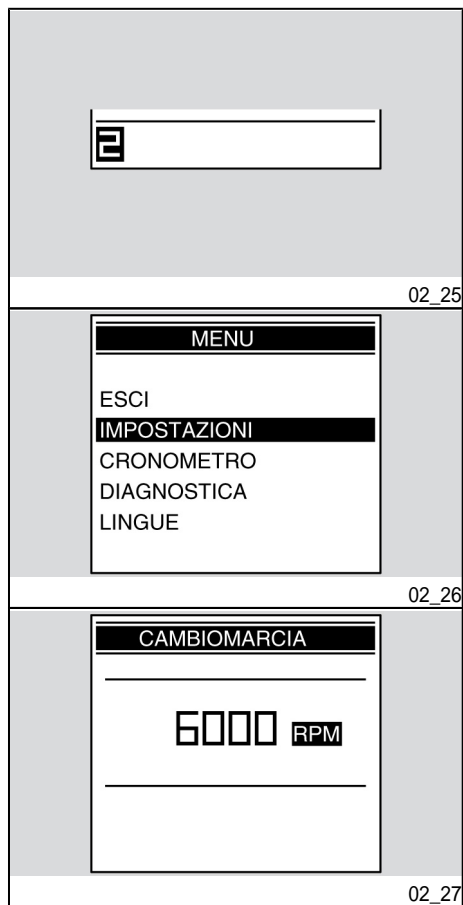 2
02_25
MENU
ESCI
IMPOSTAZIONI
CRONOMETRO
DIAGNOSTICA
LINGUE
02_26
CAMBIOMARCIA
6000 RPM
02_27